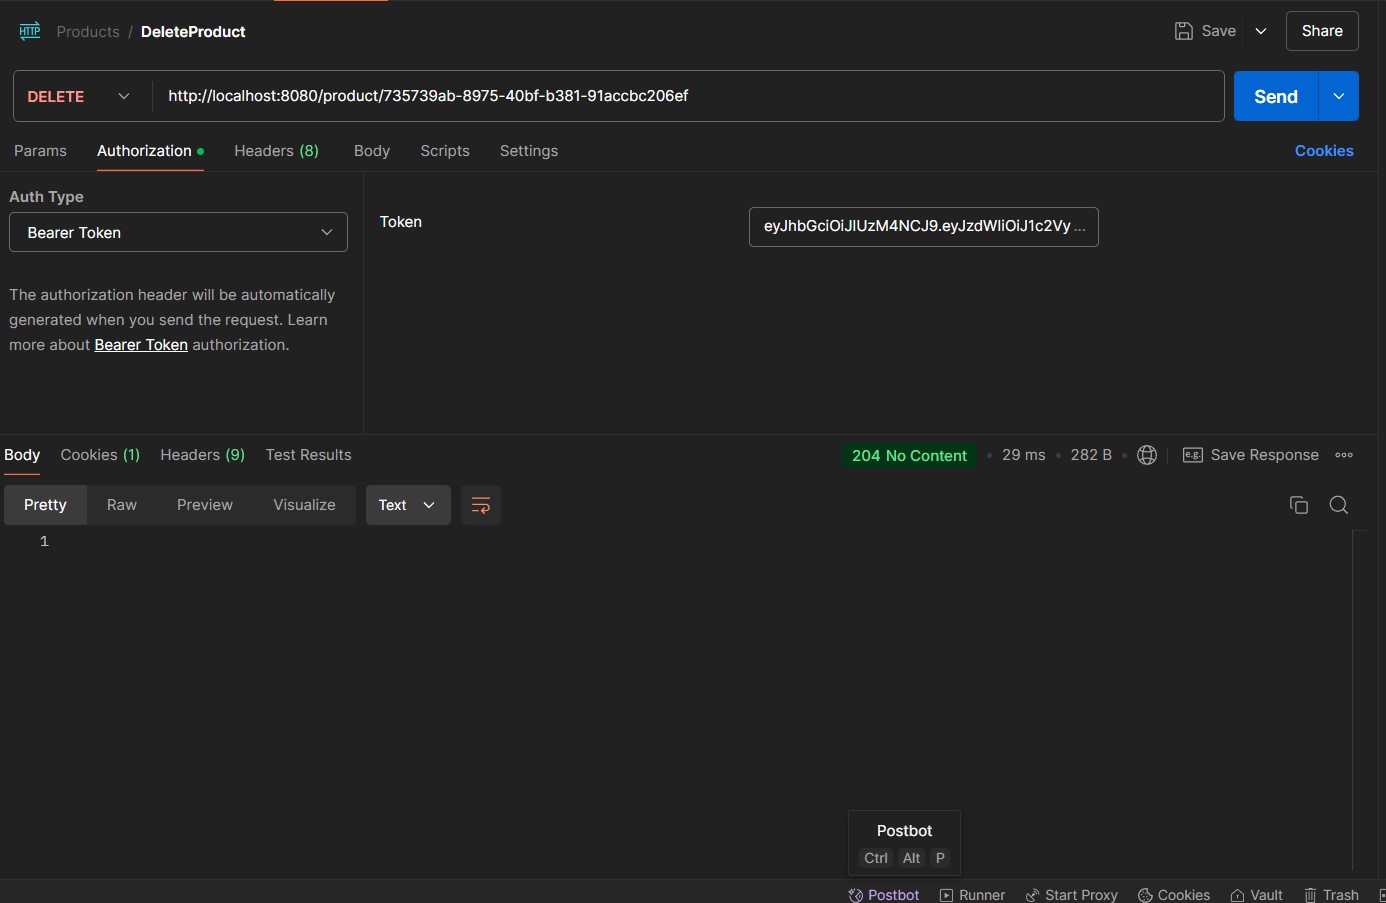 HTTP Products / DeleteProduct Save Share
DELETE http://localhost:8080/product/735739ab-8975-40bf-b381-91accbc206ef Send
Params Authorization Headers (8) Body Scripts Settings Cookies
Auth Type
Bearer Token
Token eyJhbGciOiJIUzM4NCJ9.eyJzdWIiOiJ1c2Vy ...
The authorization header will be automatically
generated when you send the request. Learn
more about Bearer Token authorization.
Body Cookies (1) Headers (9) Test Results 204 No Content • 29 ms • 282 B • e.g. Save Response
Pretty Raw Preview Visualize Text
1
Postbot
Ctrl Alt P
Postbot Runner Start Proxy Cookies Vault Trash